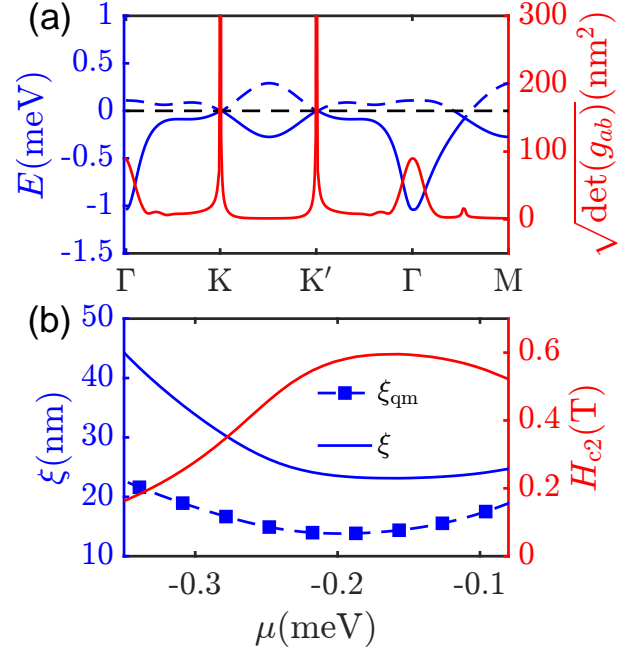 (a)
1
0.5
0
-0.5
-1
-1.5
E(meV)
300
200
100
0
√det(g_ab)(nm²)
Γ K K′ Γ M
(b)
50
40
30
20
10
ξ(nm)
ξ_qm
ξ
0.6
0.4
0.2
0
H_c2(T)
-0.3 -0.2 -0.1
μ(meV)